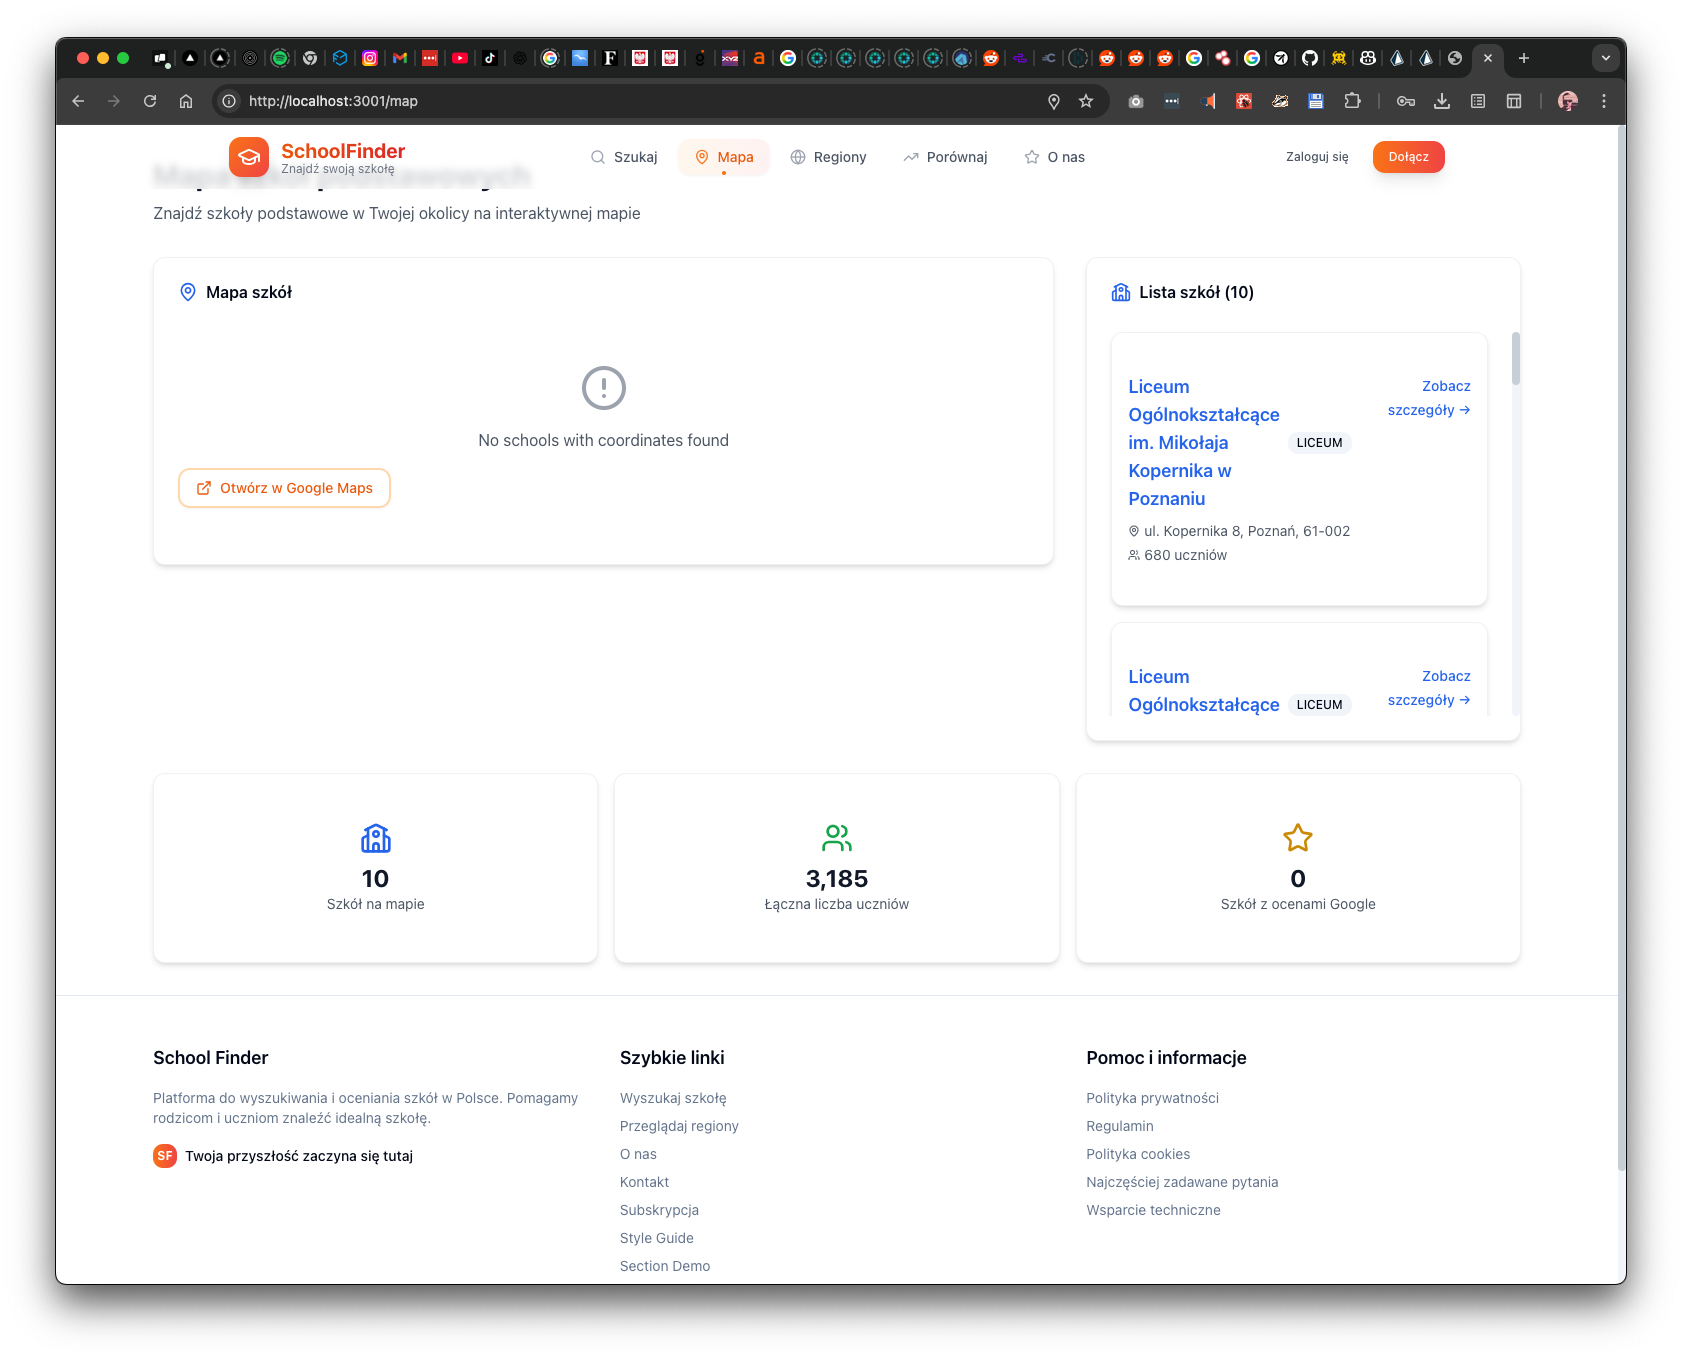 http://localhost:3001/map
SchoolFinder
Znajdź swoją szkołę
Szukaj
Mapa
Regiony
Porównaj
O nas
Zaloguj się
Dołącz
Mapa szkół podstawowych
Znajdź szkoły podstawowe w Twojej okolicy na interaktywnej mapie
Mapa szkół
No schools with coordinates found
Otwórz w Google Maps
Lista szkół (10)
Liceum
Ogólnokształcące
im. Mikołaja
Kopernika w
Poznaniu
LICEUM
Zobacz
szczegóły →
ul. Kopernika 8, Poznań, 61-002
680 uczniów
Liceum
Ogólnokształcące
LICEUM
Zobacz
szczegóły →
10
Szkół na mapie
3,185
Łączna liczba uczniów
0
Szkół z ocenami Google
School Finder
Platforma do wyszukiwania i oceniania szkół w Polsce. Pomagamy
rodzicom i uczniom znaleźć idealną szkołę.
SF Twoja przyszłość zaczyna się tutaj
Szybkie linki
Wyszukaj szkołę
Przeglądaj regiony
O nas
Kontakt
Subskrypcja
Style Guide
Section Demo
Pomoc i informacje
Polityka prywatności
Regulamin
Polityka cookies
Najczęściej zadawane pytania
Wsparcie techniczne